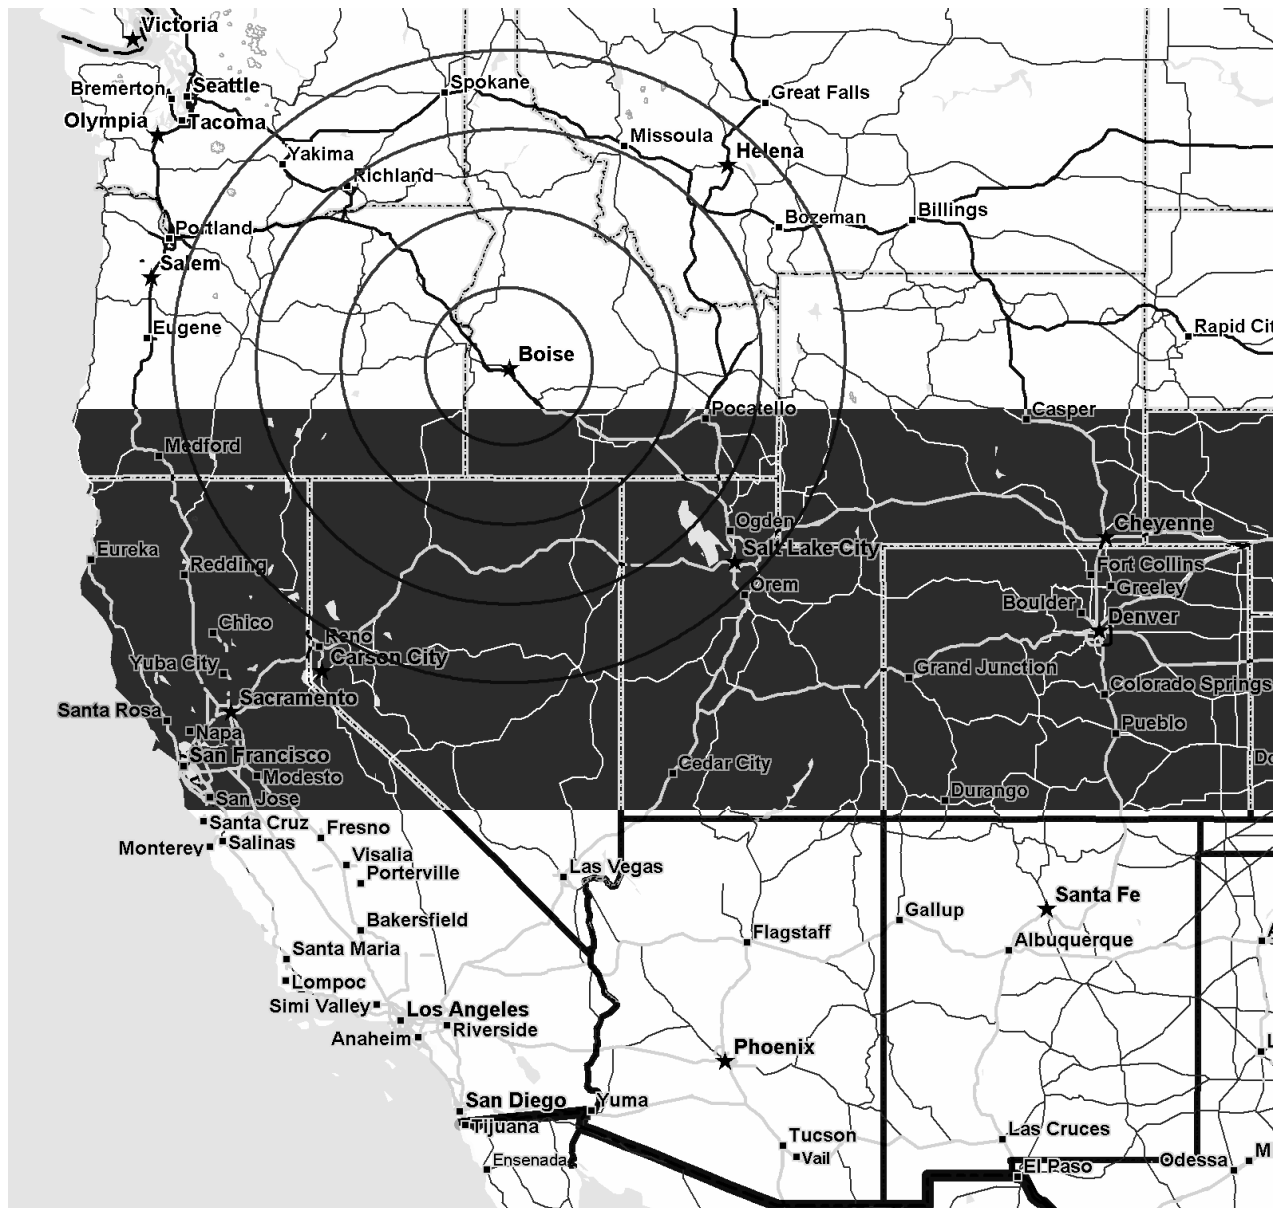 Victoria
Seattle
Bremerton
Olympia
Tacoma
Spokane
Great Falls
Missoula
Helena
Yakima
Richland
Portland
Bozeman
Billings
Salem
Eugene
Rapid Cit
Boise
Pocatello
Casper
Medford
Ogden
Cheyenne
Eureka
Salt Lake City
Redding
Fort Collins
Orem
Greeley
Boulder
Denver
Chico
Reno
Carson City
Yuba City
Grand Junction
Colorado Springs
Sacramento
Santa Rosa
Napa
Pueblo
San Francisco
Cedar City
Do
Modesto
Durango
San Jose
Santa Cruz
Fresno
Salinas
Monterey
Visalia
Porterville
Las Vegas
Santa Fe
Gallup
Bakersfield
Flagstaff
Albuquerque
A
Santa Maria
Lompoc
Simi Valley
Los Angeles
Riverside
Anaheim
Phoenix
L
San Diego
Yuma
Tijuana
Las Cruces
Tucson
Vail
Ensenada
El Paso
Odessa
Mi